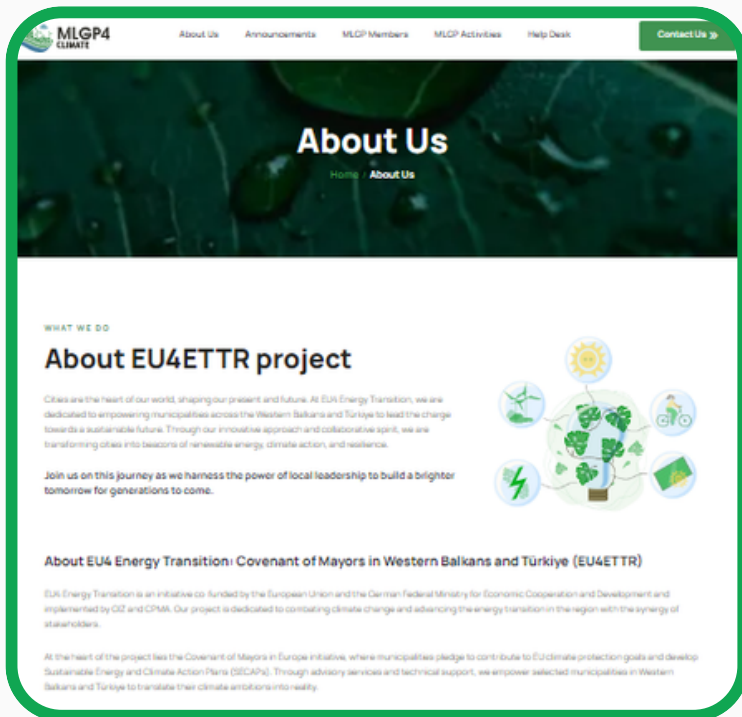 MLGP4
CLIMATE
About Us Announcements MLGP Members MLGP Activities Help Desk Contact Us »
About Us
Home / About Us
WHAT WE DO
About EU4ETTR project
Cities are the heart of our world, shaping our present and future. At EU4 Energy Transition, we are
dedicated to empowering municipalities across the Western Balkans and Türkiye to lead the charge
towards a sustainable future. Through our innovative approach and collaborative spirit, we are
transforming cities into beacons of renewable energy, climate action, and resilience.
Join us on this journey as we harness the power of local leadership to build a brighter
tomorrow for generations to come.
About EU4 Energy Transition: Covenant of Mayors in Western Balkans and Türkiye (EU4ETTR)
EU4 Energy Transition is an initiative co-funded by the European Union and the German Federal Ministry for Economic Cooperation and Development and
implemented by GIZ and CPMA. Our project is dedicated to combating climate change and advancing the energy transition in the region with the synergy of
stakeholders.
At the heart of the project lies the Covenant of Mayors in Europe initiative, where municipalities pledge to contribute to EU climate protection goals and develop
Sustainable Energy and Climate Action Plans (SECAPs). Through advisory services and technical support, we empower selected municipalities in Western
Balkans and Türkiye to translate their climate ambitions into reality.